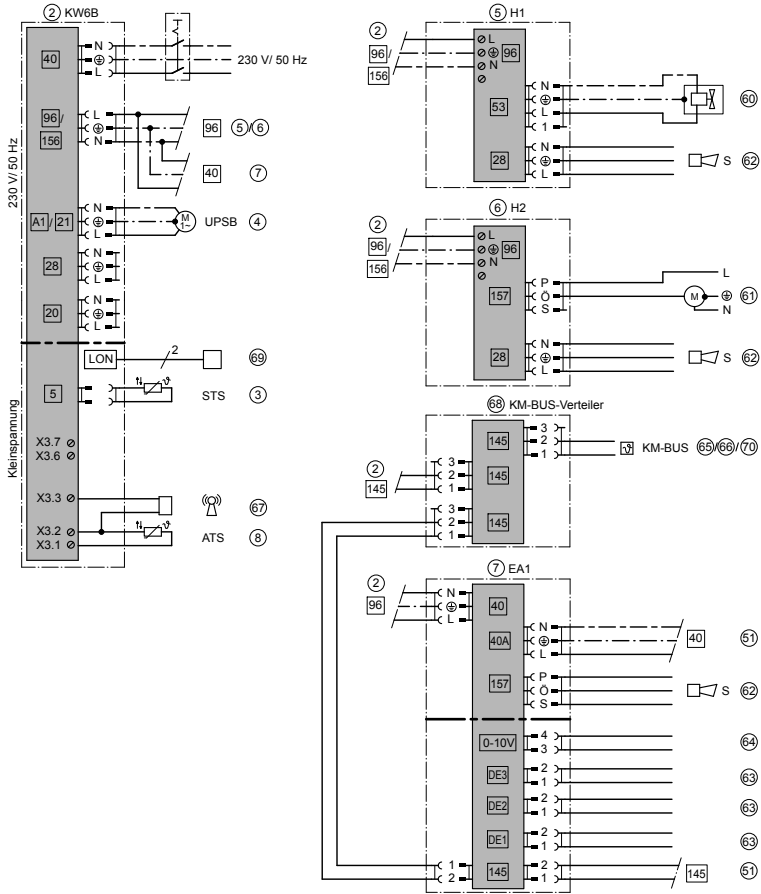 ② KW6B
230 V/ 50 Hz
40
N
L
230 V/ 50 Hz
96/
156
L
N
96 ⑤/⑥
40 ⑦
A1/ 21
N
L
M
1~
UPSB ④
28
N
L
20
N
L
Kleinspannung
LON
2
69
5
STS ③
X3.7
X3.6
X3.3
67
X3.2
X3.1
ATS ⑧
⑤ H1
②
96/
156
L
96
N
53
N
L
1
60
28
N
L
S 62
⑥ H2
②
96/
156
L
96
N
157
P
Ö
S
M
L
N
61
28
N
L
S 62
68 KM-BUS-Verteiler
145
3
2
1
KM-BUS 65/66/70
②
145
3
2
1
145
3
2
1
145
⑦ EA1
②
96
N
L
40
40A
N
L
40 51
157
P
Ö
S
S 62
0-10V
4
3
64
DE3
2
1
63
DE2
2
1
63
DE1
2
1
63
1
2
145
2
1
145 51